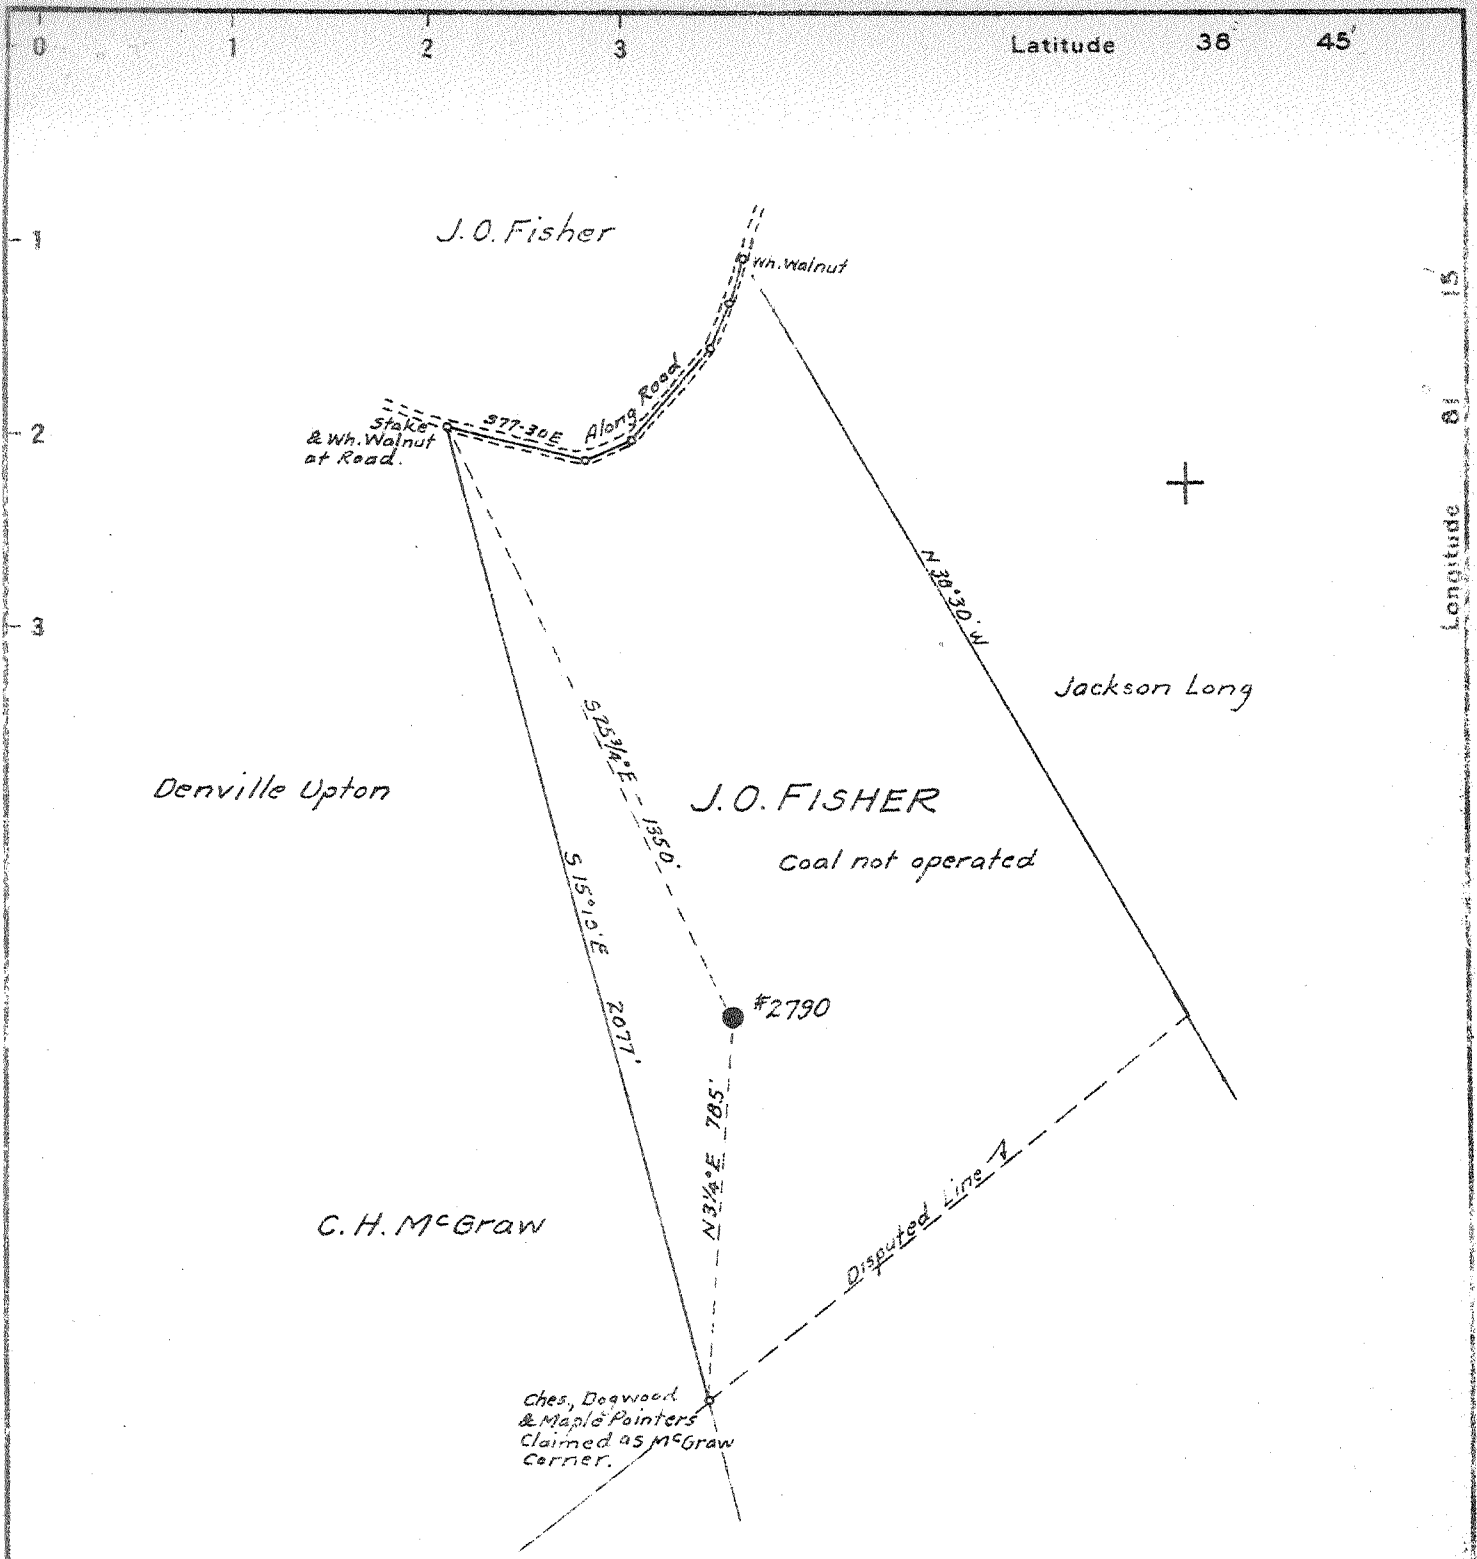 0 1 2 3 Latitude 38° 45'
1
2
3
Longitude 81 15'
J.O. Fisher
Wh. Walnut
Along Road
S77-30E
Stake
& Wh. Walnut
at Road.
N 30°30' W
Jackson Long
S 25¾°E 1350'
Denville Upton
J.O. FISHER
Coal not operated
S 15°10'E 2077'
#2790
N 3¼°E 785'
Disputed Line
C. H. McGraw
Ches., Dogwood
& Maple Pointers
Claimed as McGraw
Corner.